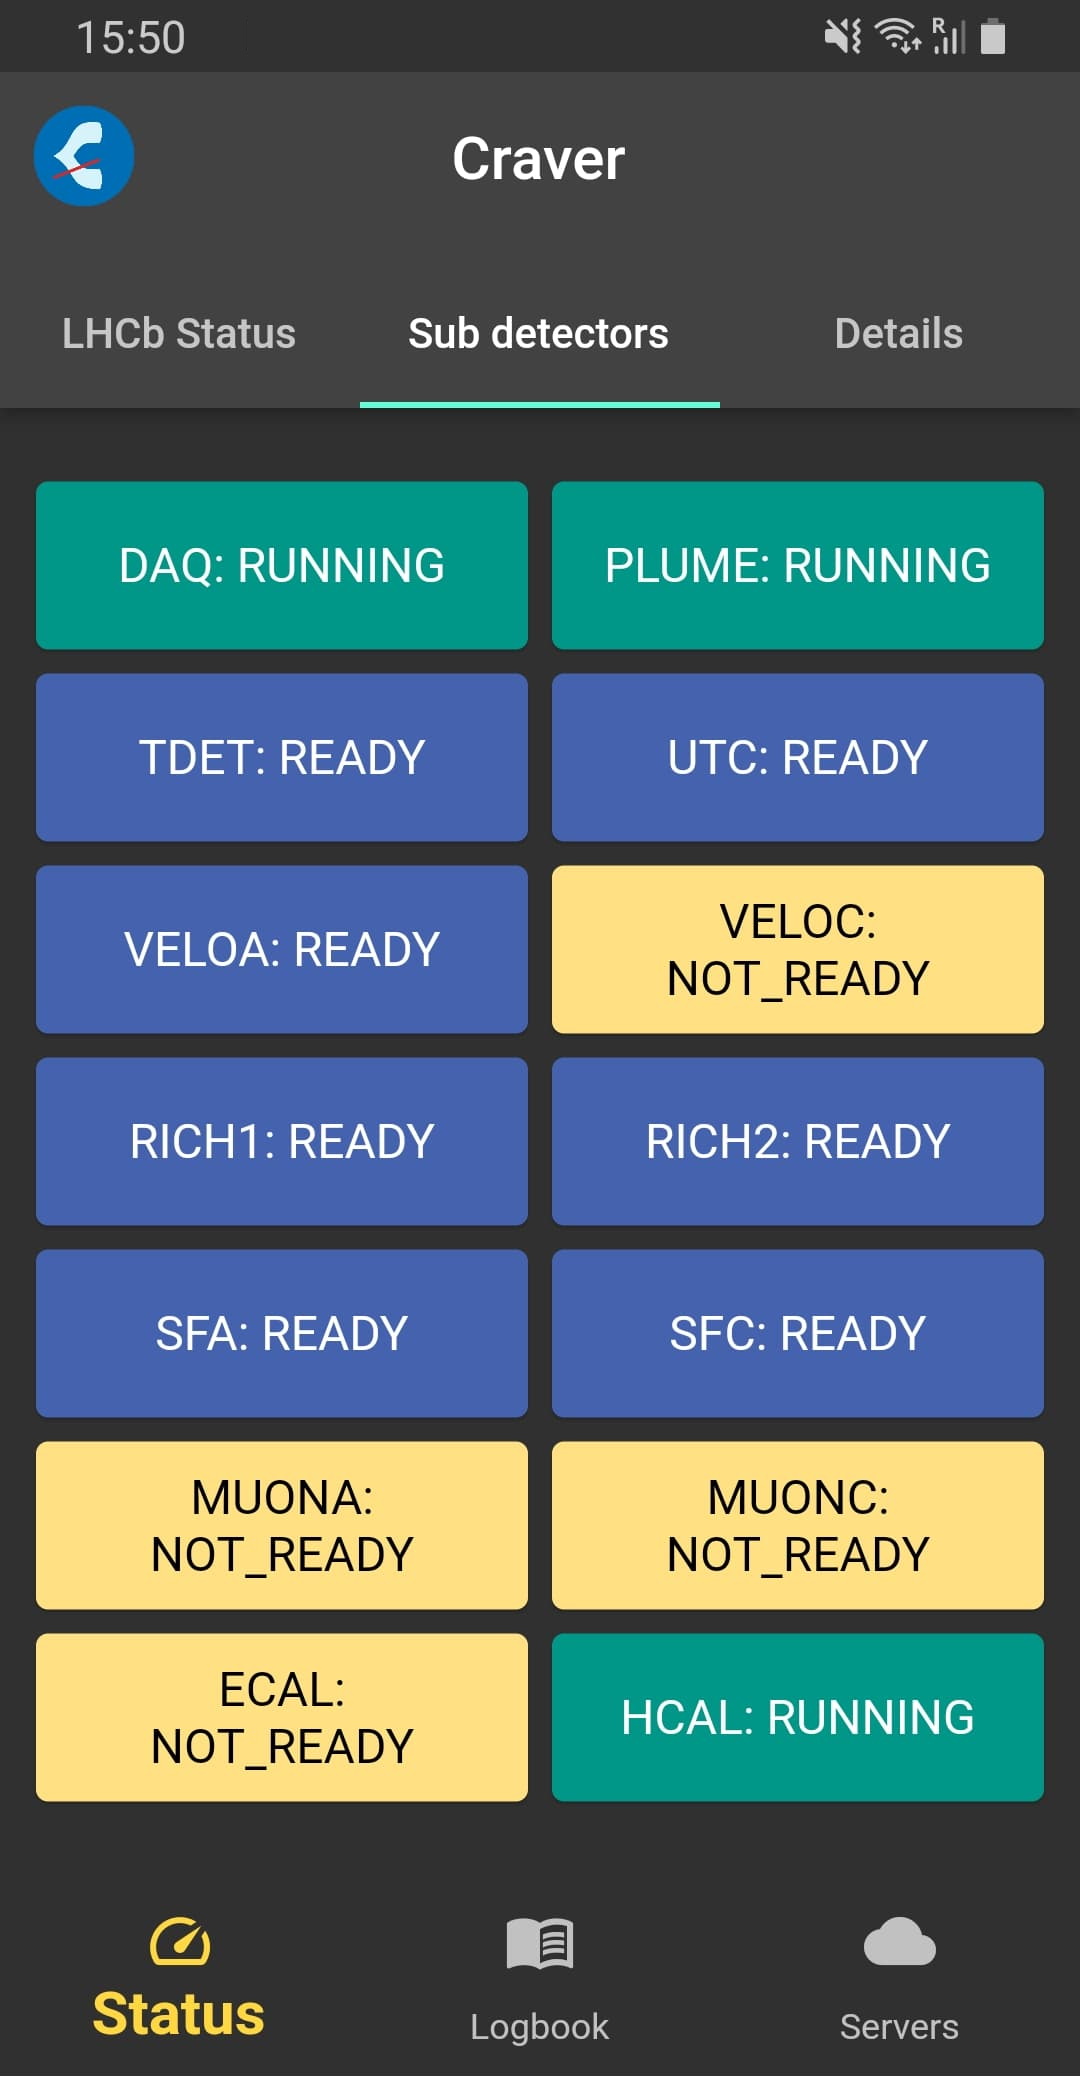 15:50
R
Craver
LHCb Status
Sub detectors
Details
DAQ: RUNNING
PLUME: RUNNING
TDET: READY
UTC: READY
VELOA: READY
VELOC:
NOT_READY
RICH1: READY
RICH2: READY
SFA: READY
SFC: READY
MUONA:
NOT_READY
MUONC:
NOT_READY
ECAL:
NOT_READY
HCAL: RUNNING
Status
Logbook
Servers